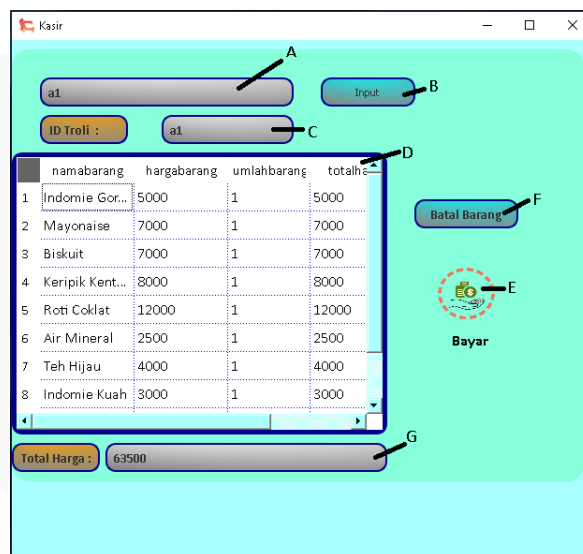 Kasir
A
a1
Input
B
ID Troli :
a1
C
D
namabarang hargabarang umlahbarang totalha
1 Indomie Gor... 5000 1 5000
2 Mayonaise 7000 1 7000
3 Biskuit 7000 1 7000
4 Keripik Kent... 8000 1 8000
5 Roti Coklat 12000 1 12000
6 Air Mineral 2500 1 2500
7 Teh Hijau 4000 1 4000
8 Indomie Kuah 3000 1 3000
Batal Barang
F
E
Bayar
G
Total Harga : 63500